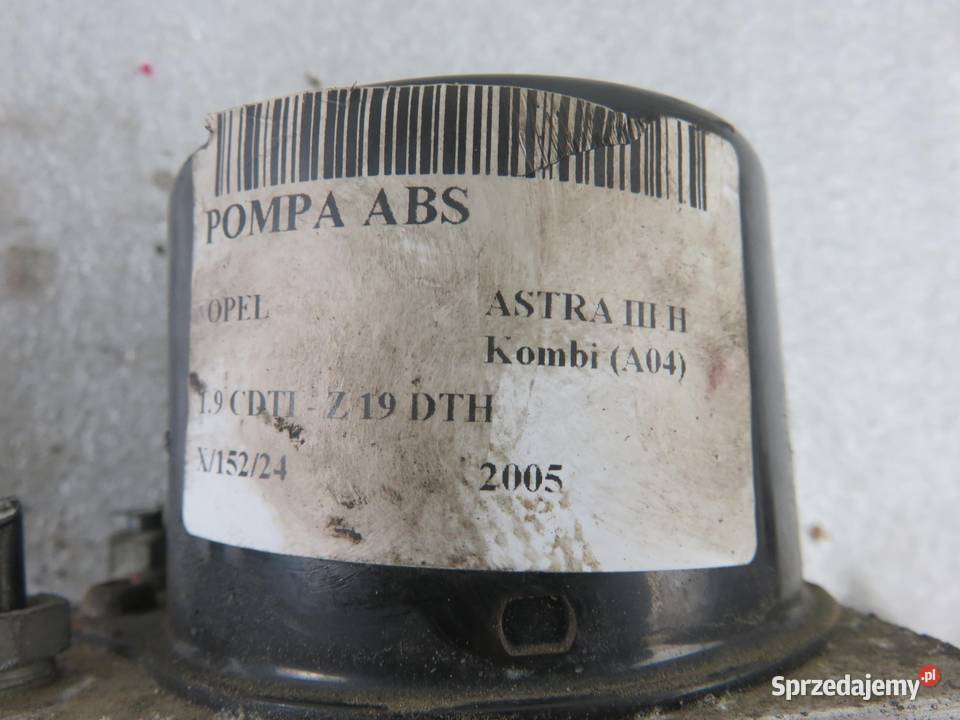 POMPA ABS
OPEL
ASTRA III H
Kombi (A04)
1.9 CDTI - Z 19 DTH
X/152/24
2005
Sprzedajemy.pl